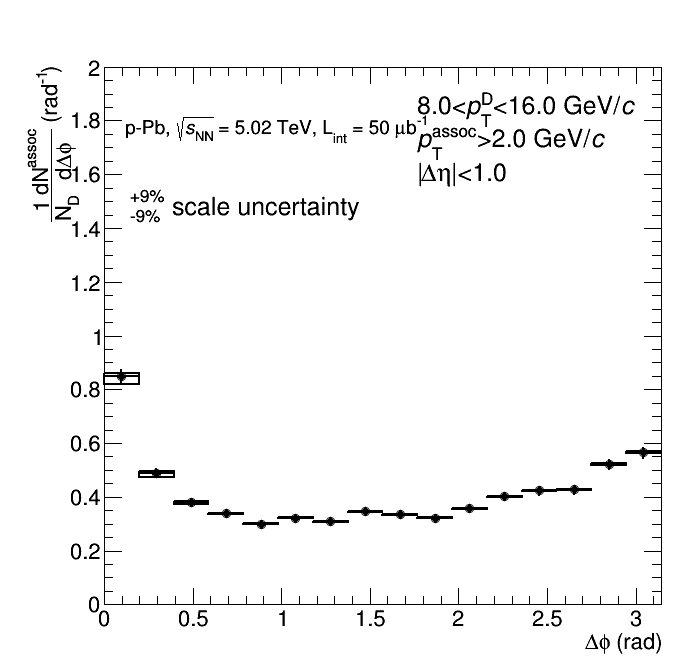 1 dN^assoc / N_D dΔφ (rad^-1)
8.0<p_T^D<16.0 GeV/c
p-Pb, √s_NN = 5.02 TeV, L_int = 50 μb^-1
p_T^assoc>2.0 GeV/c
|Δη|<1.0
+9%
-9% scale uncertainty
2
1.8
1.6
1.4
1.2
1
0.8
0.6
0.4
0.2
0
0 0.5 1 1.5 2 2.5 3
Δφ (rad)